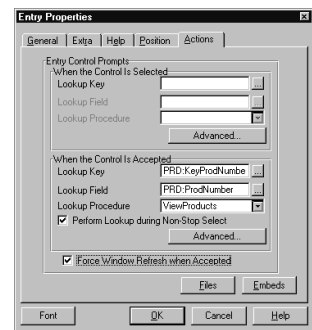 Entry Properties
General Extra Help Position Actions
Entry Control Prompts
When the Control Is Selected
Lookup Key ...
Lookup Field ...
Lookup Procedure
Advanced...
When the Control Is Accepted
Lookup Key PRD:KeyProdNumbe ...
Lookup Field PRD:ProdNumber ...
Lookup Procedure ViewProducts
Perform Lookup during Non-Stop Select
Advanced...
Force Window Refresh when Accepted
Files Embeds
Font OK Cancel Help